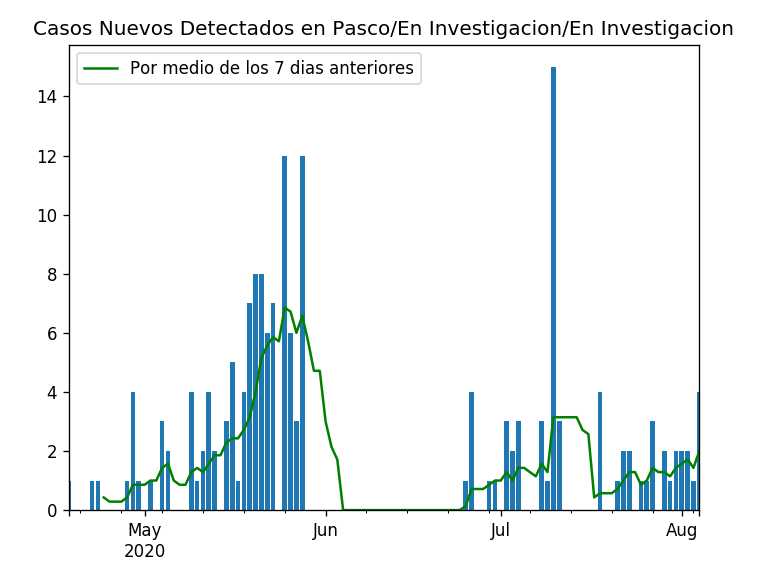 Casos Nuevos Detectados en Pasco/En Investigacion/En Investigacion
Por medio de los 7 dias anteriores
14
12
10
8
6
4
2
0
May
2020
Jun
Jul
Aug